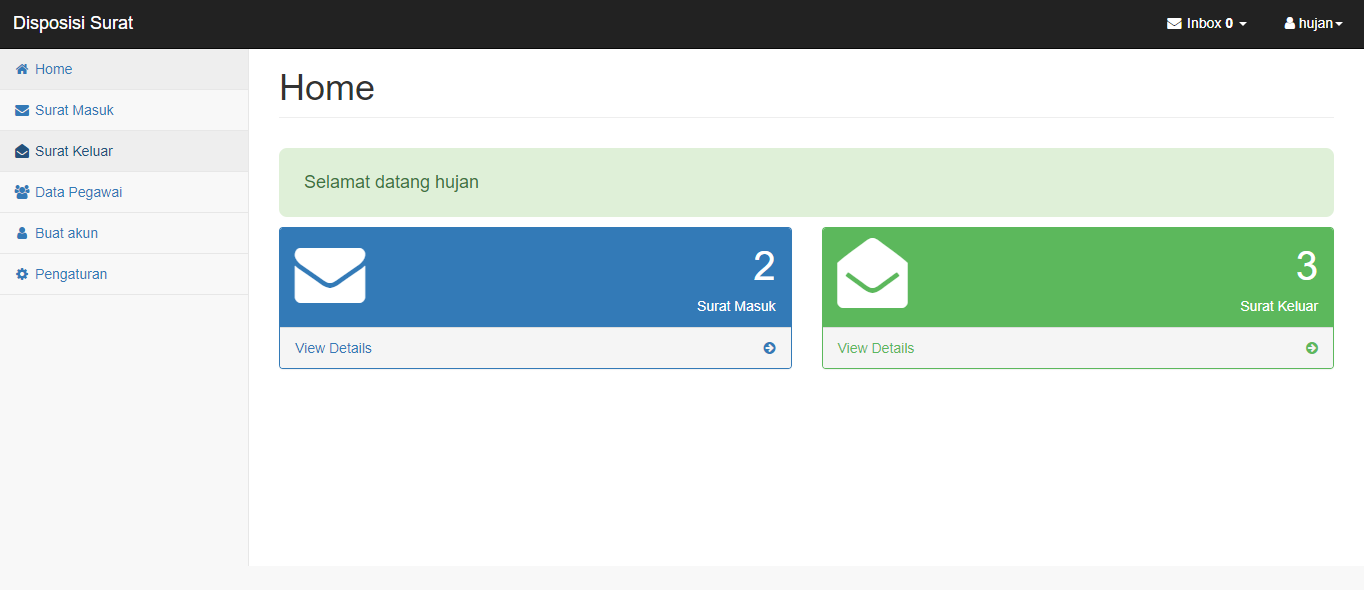 Disposisi Surat
Inbox 0
hujan
Home
Surat Masuk
Surat Keluar
Data Pegawai
Buat akun
Pengaturan
Home
Selamat datang hujan
2
Surat Masuk
View Details
3
Surat Keluar
View Details